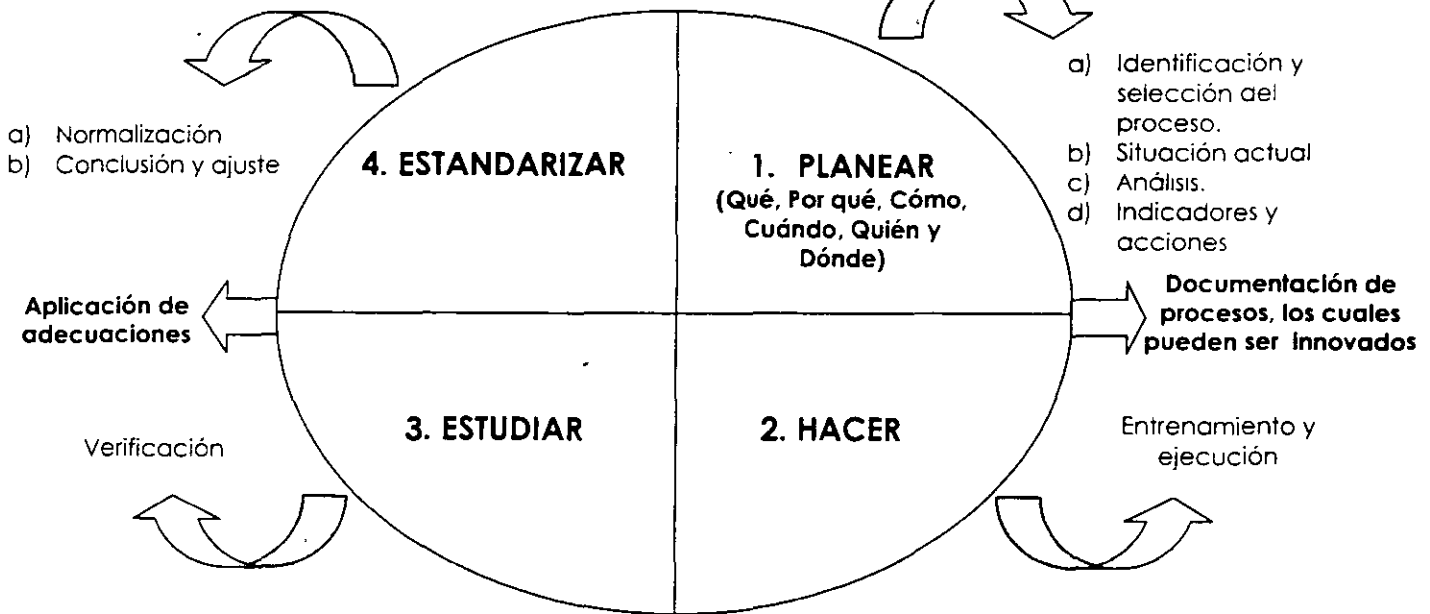 a) Identificación y
selección del
proceso.
b) Situación actual
c) Análisis.
d) Indicadores y
acciones
a) Normalización
b) Conclusión y ajuste
4. ESTANDARIZAR
1. PLANEAR
(Qué, Por qué, Cómo,
Cuándo, Quién y
Dónde)
Aplicación de
adecuaciones
Documentación de
procesos, los cuales
pueden ser Innovados
3. ESTUDIAR
2. HACER
Verificación
Entrenamiento y
ejecución